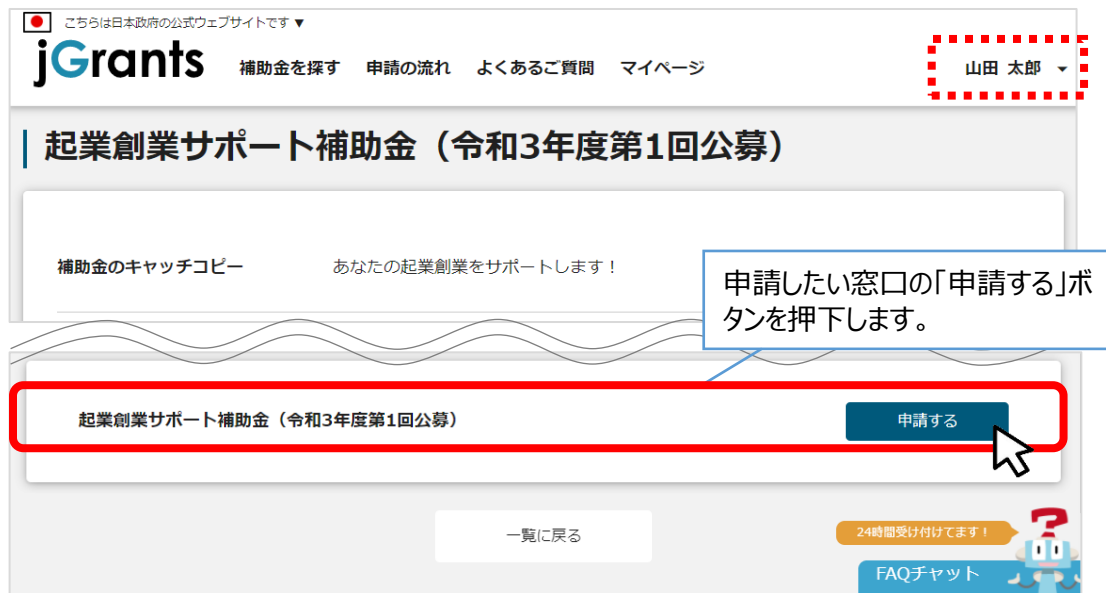 こちらは日本政府の公式ウェブサイトです ▼
jGrants 補助金を探す 申請の流れ よくあるご質問 マイページ 山田 太郎
起業創業サポート補助金（令和3年度第1回公募）
補助金のキャッチコピー あなたの起業創業をサポートします！
申請したい窓口の「申請する」ボ
タンを押下します。
起業創業サポート補助金（令和3年度第1回公募） 申請する
一覧に戻る
24時間受け付けてます！
FAQチャット